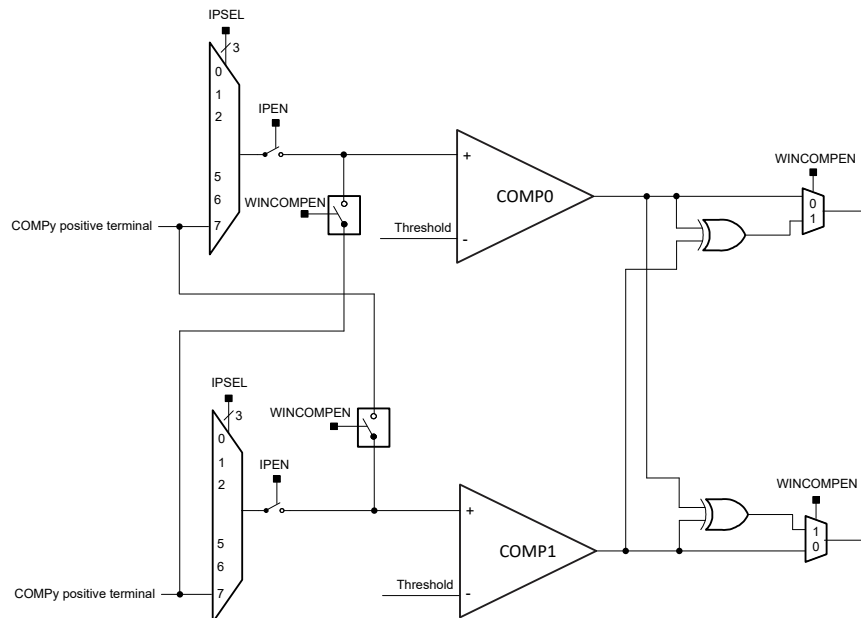 IPSEL
3
0
1
2
IPEN
5
6
7
COMPy positive terminal
WINCOMPEN
+
COMP0
Threshold
-
WINCOMPEN
0
1
IPSEL
3
0
1
2
IPEN
5
6
7
COMPy positive terminal
WINCOMPEN
+
COMP1
Threshold
-
WINCOMPEN
1
0